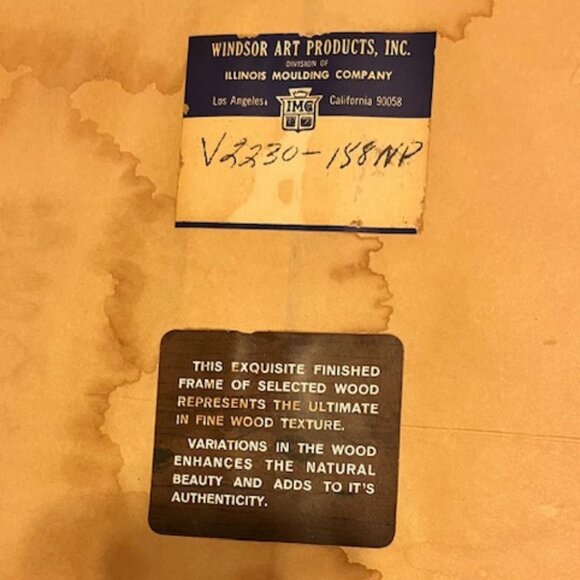 WINDSOR ART PRODUCTS, INC.
DIVISION OF
ILLINOIS MOULDING COMPANY
Los Angeles, California 90058
IMC
V2230-158NP
THIS EXQUISITE FINISHED
FRAME OF SELECTED WOOD
REPRESENTS THE ULTIMATE
IN FINE WOOD TEXTURE.
VARIATIONS IN THE WOOD
ENHANCES THE NATURAL
BEAUTY AND ADDS TO IT'S
AUTHENTICITY.